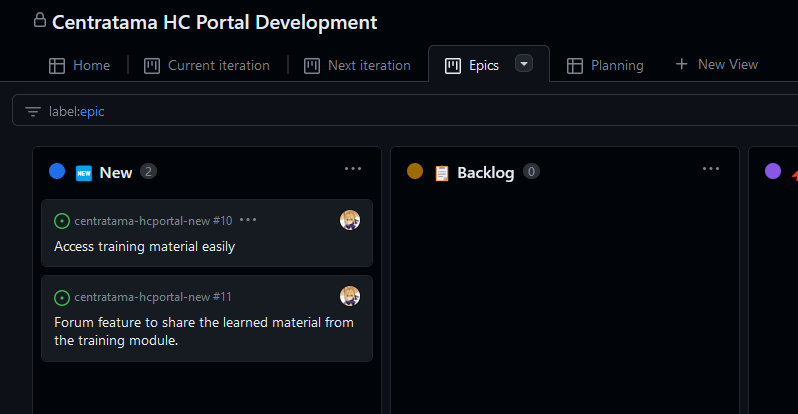 Centratama HC Portal Development
Home
Current iteration
Next iteration
Epics
Planning
+ New View
label:epic
NEW New 2
Backlog 0
centratama-hcportal-new #10
Access training material easily
centratama-hcportal-new #11
Forum feature to share the learned material from
the training module.